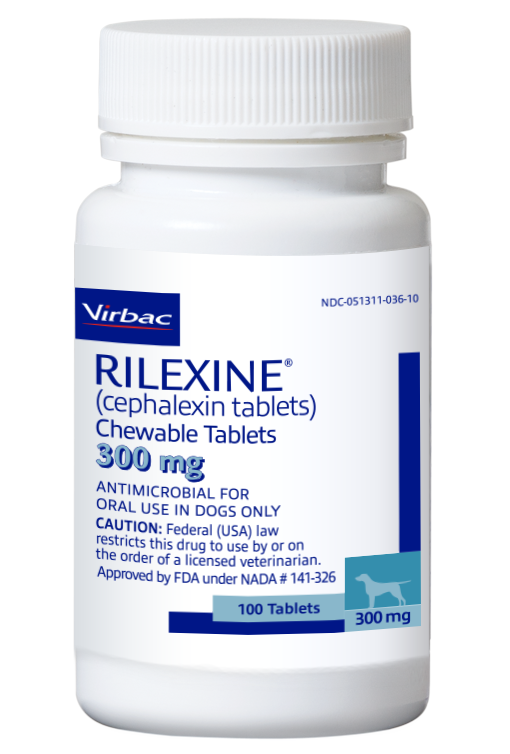 Virbac
NDC-051311-036-10
RILEXINE®
(cephalexin tablets)
Chewable Tablets
300 mg
ANTIMICROBIAL FOR
ORAL USE IN DOGS ONLY
CAUTION: Federal (USA) law
restricts this drug to use by or on
the order of a licensed veterinarian.
Approved by FDA under NADA # 141-326
100 Tablets
300 mg